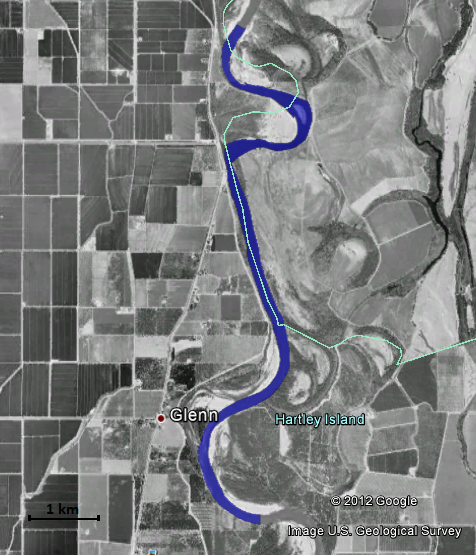 Glenn
Hartley Island
1 km
© 2012 Google
Image U.S. Geological Survey